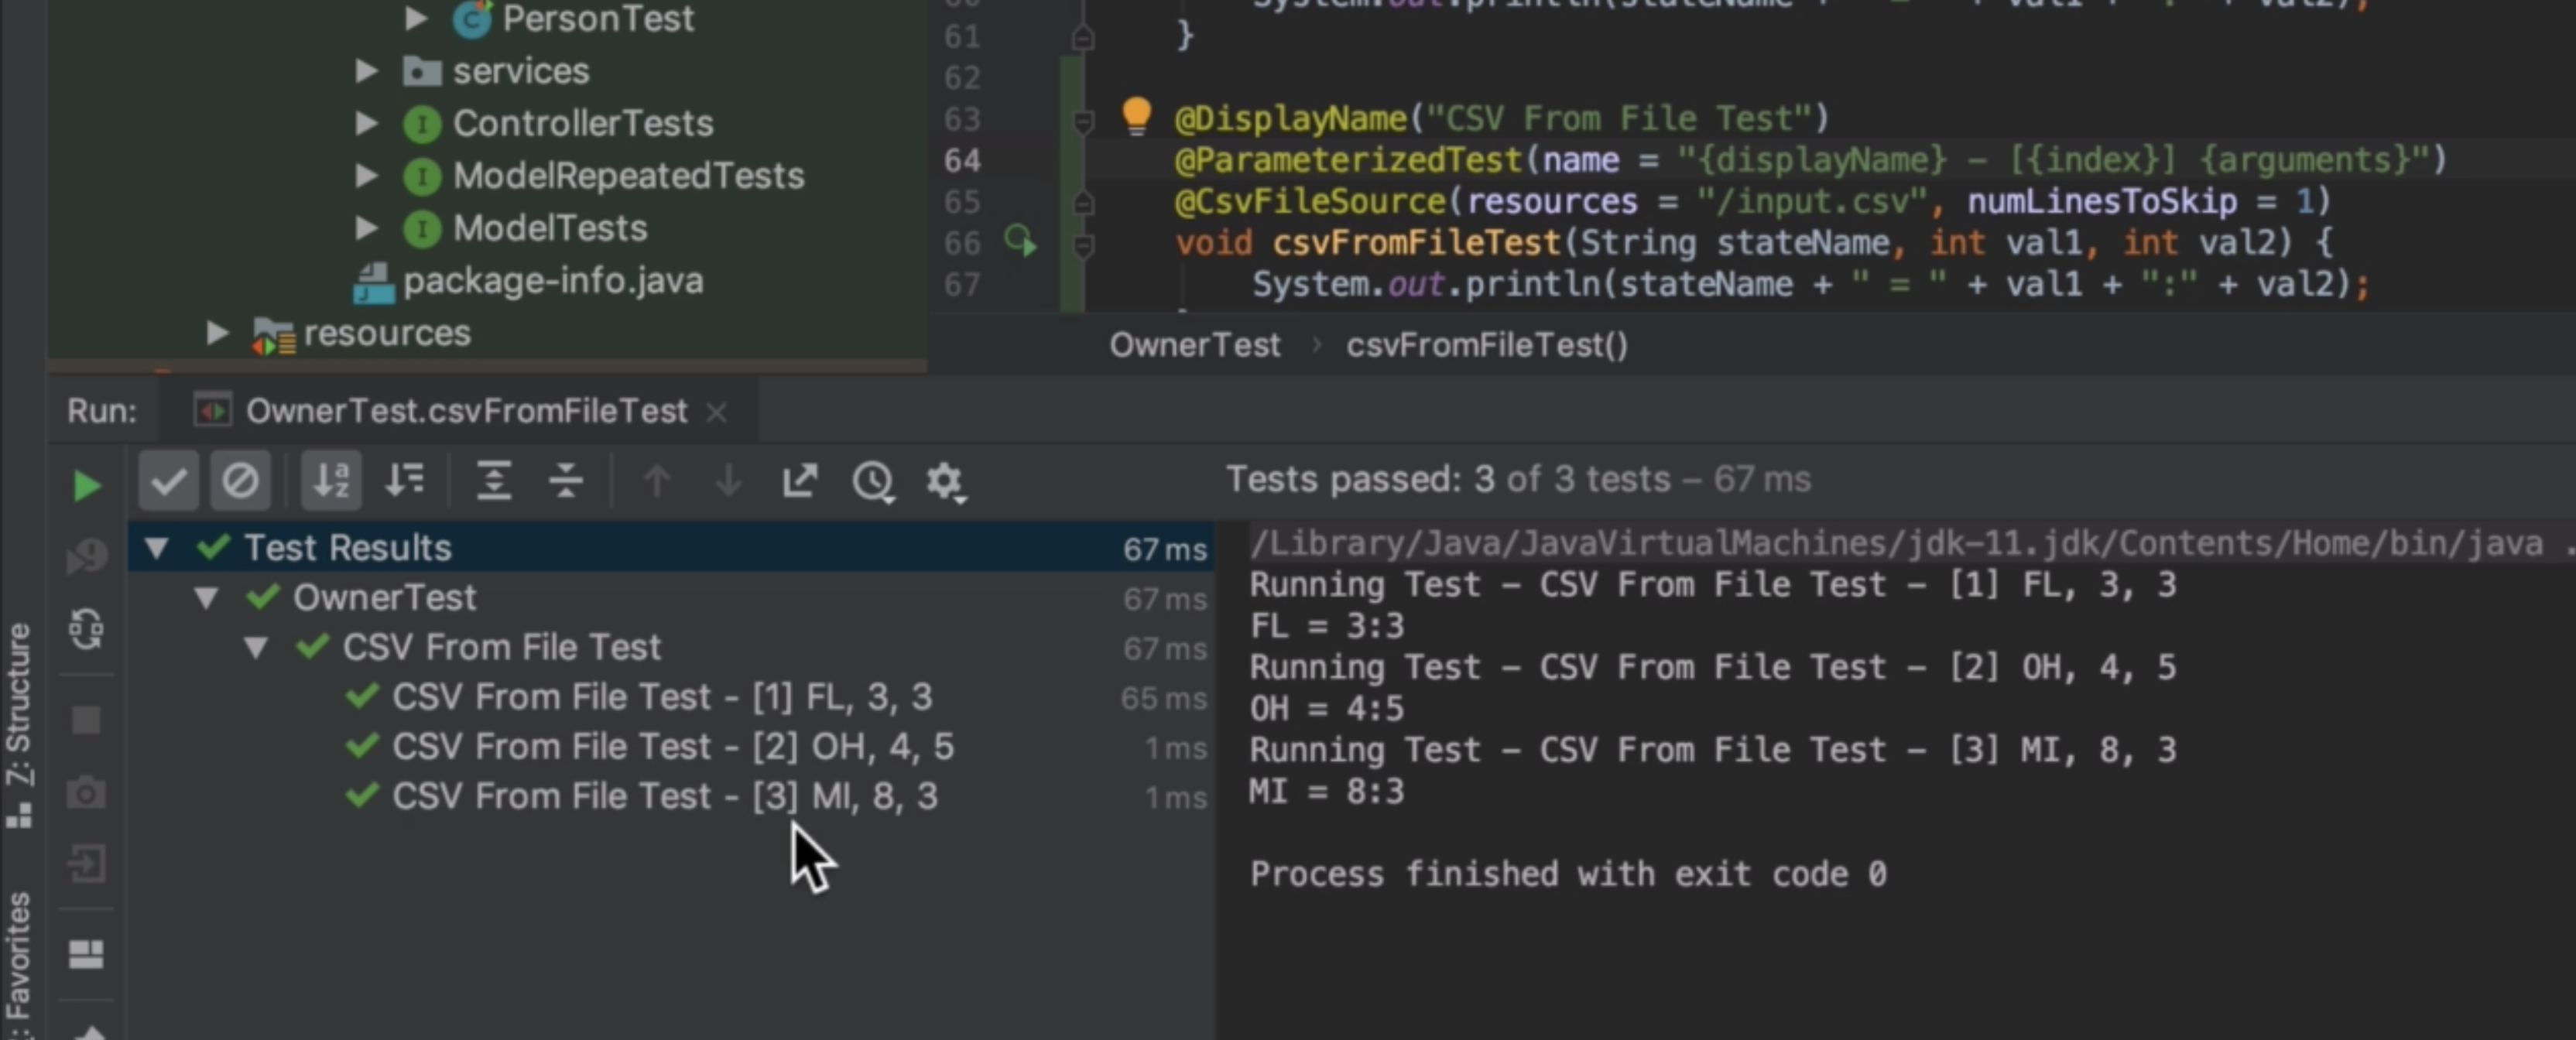 PersonTest
services
ControllerTests
ModelRepeatedTests
ModelTests
package-info.java
resources
60 System.out.println(stateName + " = " + val1 + ":" + val2);
61 }
62
63 @DisplayName("CSV From File Test")
64 @ParameterizedTest(name = "{displayName} - [{index}] {arguments}")
65 @CsvFileSource(resources = "/input.csv", numLinesToSkip = 1)
66 void csvFromFileTest(String stateName, int val1, int val2) {
67 System.out.println(stateName + " = " + val1 + ":" + val2);
OwnerTest › csvFromFileTest()
Run: OwnerTest.csvFromFileTest ×
Tests passed: 3 of 3 tests – 67 ms
Test Results 67 ms
OwnerTest 67 ms
CSV From File Test 67 ms
CSV From File Test - [1] FL, 3, 3 65 ms
CSV From File Test - [2] OH, 4, 5 1 ms
CSV From File Test - [3] MI, 8, 3 1 ms
/Library/Java/JavaVirtualMachines/jdk-11.jdk/Contents/Home/bin/java .
Running Test - CSV From File Test - [1] FL, 3, 3
FL = 3:3
Running Test - CSV From File Test - [2] OH, 4, 5
OH = 4:5
Running Test - CSV From File Test - [3] MI, 8, 3
MI = 8:3
Process finished with exit code 0
Z: Structure
: Favorites